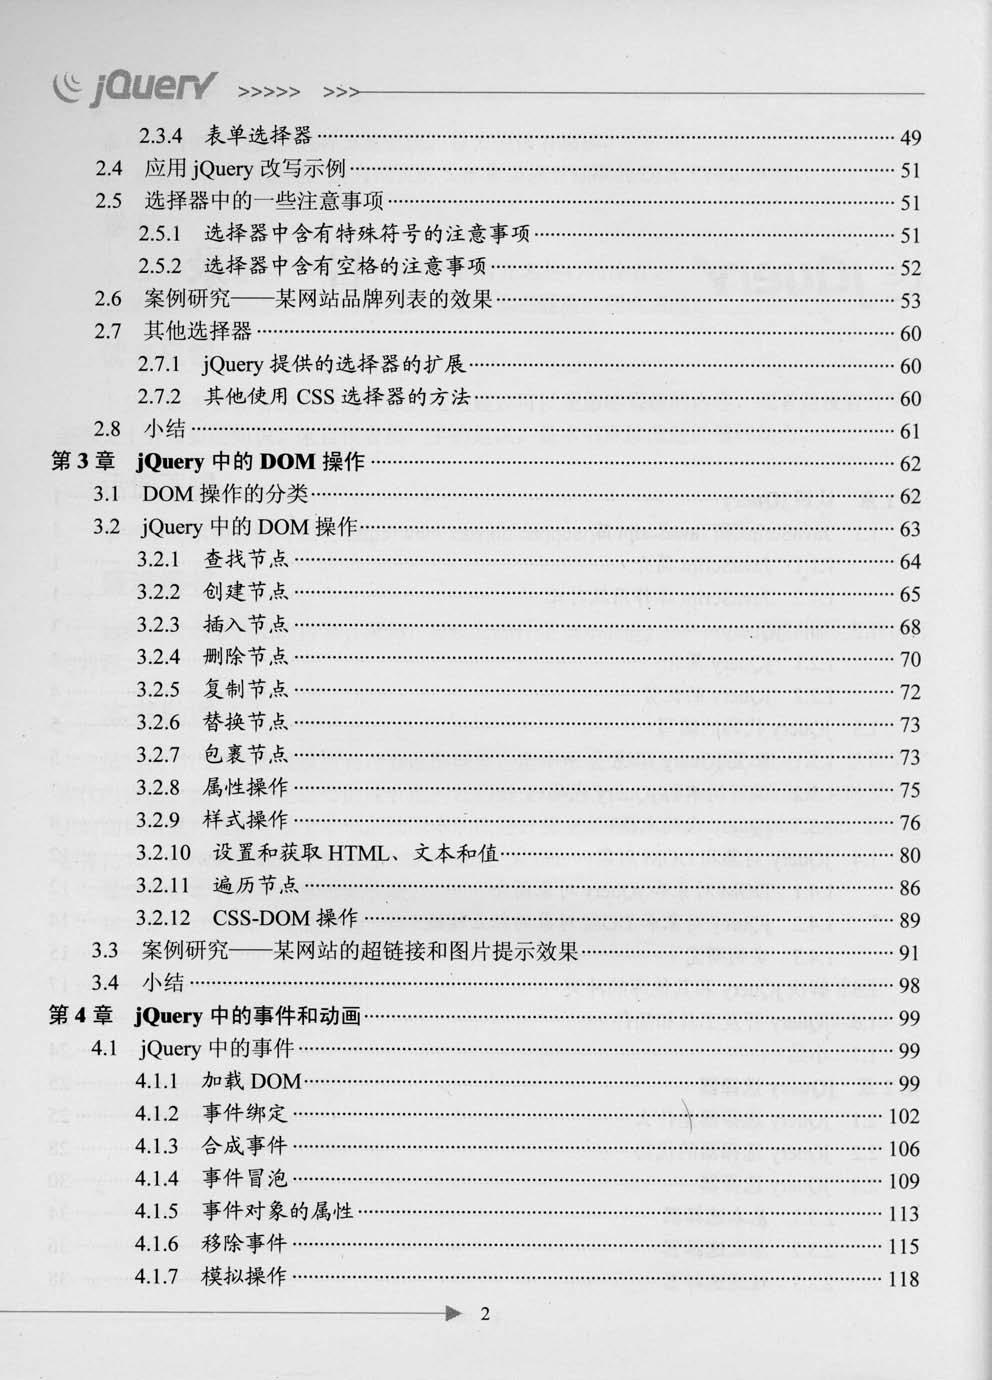 jQuery >>>>> >>>
2.3.4 表单选择器 49
2.4 应用 jQuery 改写示例 51
2.5 选择器中的一些注意事项 51
2.5.1 选择器中含有特殊符号的注意事项 51
2.5.2 选择器中含有空格的注意事项 52
2.6 案例研究——某网站品牌列表的效果 53
2.7 其他选择器 60
2.7.1 jQuery 提供的选择器的扩展 60
2.7.2 其他使用 CSS 选择器的方法 60
2.8 小结 61
第 3 章 jQuery 中的 DOM 操作 62
3.1 DOM 操作的分类 62
3.2 jQuery 中的 DOM 操作 63
3.2.1 查找节点 64
3.2.2 创建节点 65
3.2.3 插入节点 68
3.2.4 删除节点 70
3.2.5 复制节点 72
3.2.6 替换节点 73
3.2.7 包裹节点 73
3.2.8 属性操作 75
3.2.9 样式操作 76
3.2.10 设置和获取 HTML、文本和值 80
3.2.11 遍历节点 86
3.2.12 CSS-DOM 操作 89
3.3 案例研究——某网站的超链接和图片提示效果 91
3.4 小结 98
第 4 章 jQuery 中的事件和动画 99
4.1 jQuery 中的事件 99
4.1.1 加载 DOM 99
4.1.2 事件绑定 102
4.1.3 合成事件 106
4.1.4 事件冒泡 109
4.1.5 事件对象的属性 113
4.1.6 移除事件 115
4.1.7 模拟操作 118
2